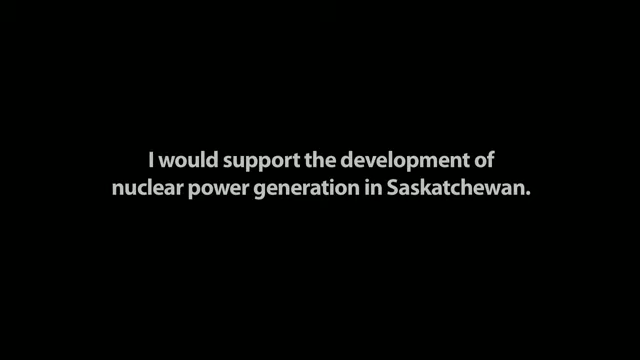 I would support the development of
nuclear power generation in Saskatchewan.